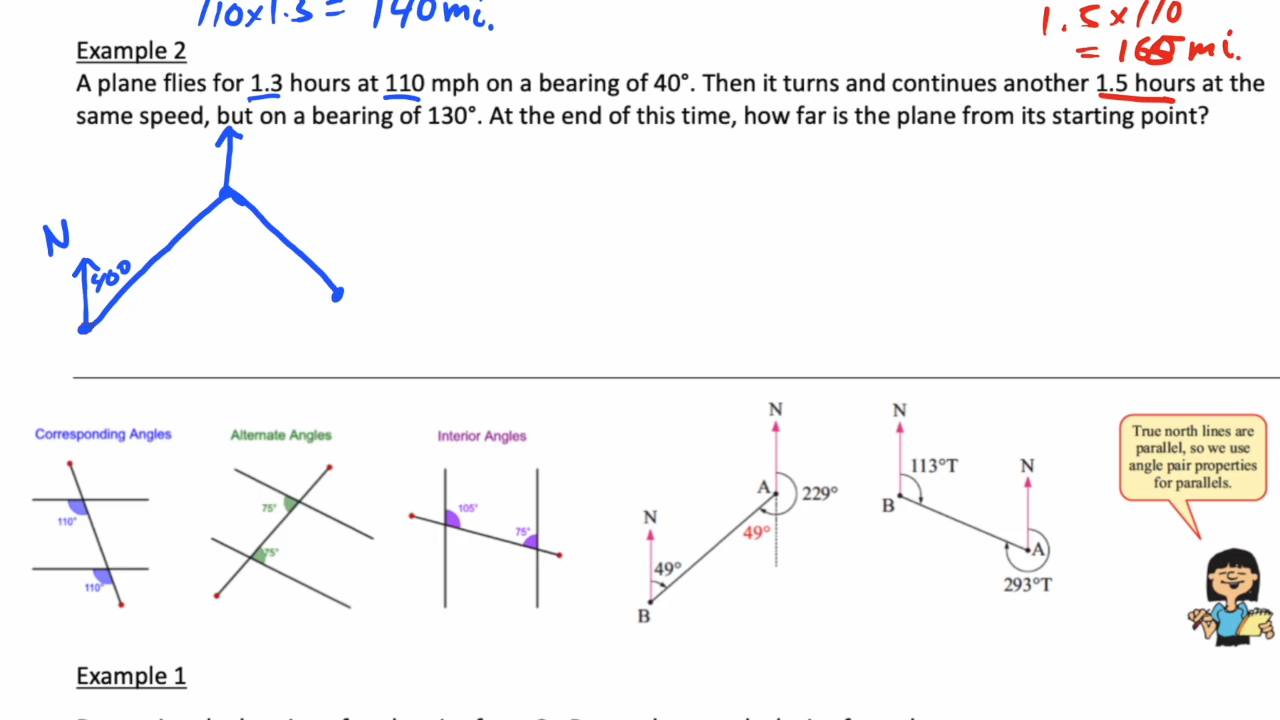 110x1.3 = 140 mi.
1.5 x 110
= 165 mi.
Example 2
A plane flies for 1.3 hours at 110 mph on a bearing of 40°. Then it turns and continues another 1.5 hours at the
same speed, but on a bearing of 130°. At the end of this time, how far is the plane from its starting point?
N
40°
Corresponding Angles
110°
110°
Alternate Angles
75°
75°
Interior Angles
105°
75°
N
A
229°
49°
N
49°
B
N
113°T
B
N
A
293°T
True north lines are
parallel, so we use
angle pair properties
for parallels.
Example 1